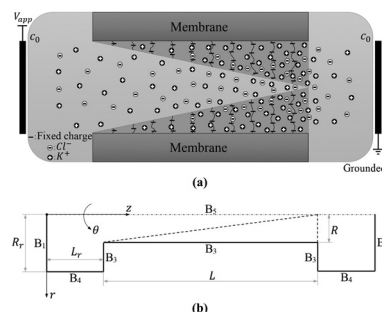 Membrane
V_app
c_0
c_0
Fixed charge
Cl^-
K^+
Membrane
Grounded
(a)
z
B_5
θ
R_r
B_1
L_r
B_3
B_3
B_3
R
B_4
L
B_4
r
(b)